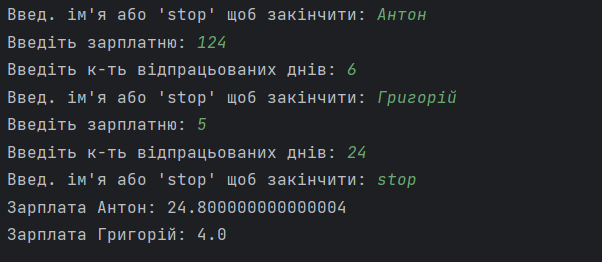 Введ. ім'я або 'stop' щоб закінчити: Антон
Введіть зарплатню: 124
Введіть к-ть відпрацьованих днів: 6
Введ. ім'я або 'stop' щоб закінчити: Григорій
Введіть зарплатню: 5
Введіть к-ть відпрацьованих днів: 24
Введ. ім'я або 'stop' щоб закінчити: stop
Зарплата Антон: 24.800000000000004
Зарплата Григорій: 4.0